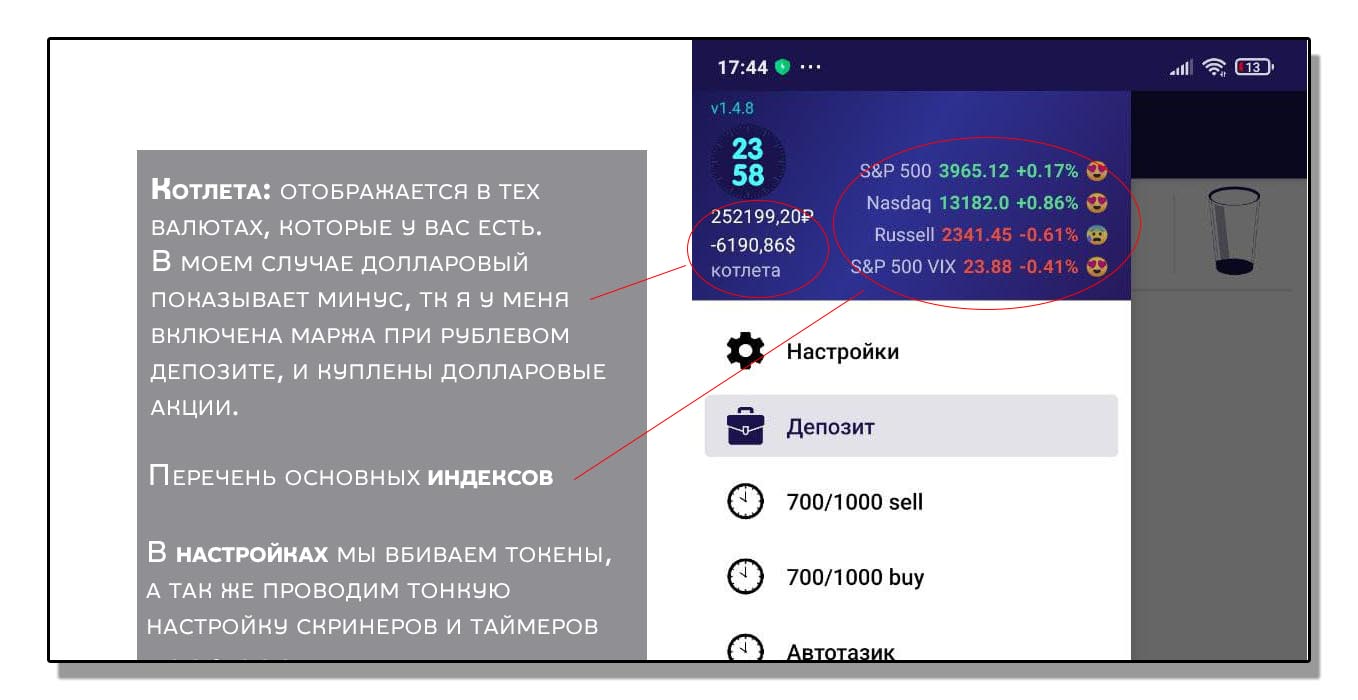 Котлета: отображается в тех
валютах, которые у вас есть.
В моем случае долларовый
показывает минус, тк я у меня
включена маржа при рублевом
депозите, и куплены долларовые
акции.
Перечень основных индексов
В настройках мы вбиваем токены,
а так же проводим тонкую
настройку скринеров и таймеров
17:44
13
v1.4.8
23
58
252199,20₽
-6190,86$
котлета
S&P 500 3965.12 +0.17% 😍
Nasdaq 13182.0 +0.86% 😍
Russell 2341.45 -0.61% 😰
S&P 500 VIX 23.88 -0.41% 😍
Настройки
Депозит
700/1000 sell
700/1000 buy
Автотазик